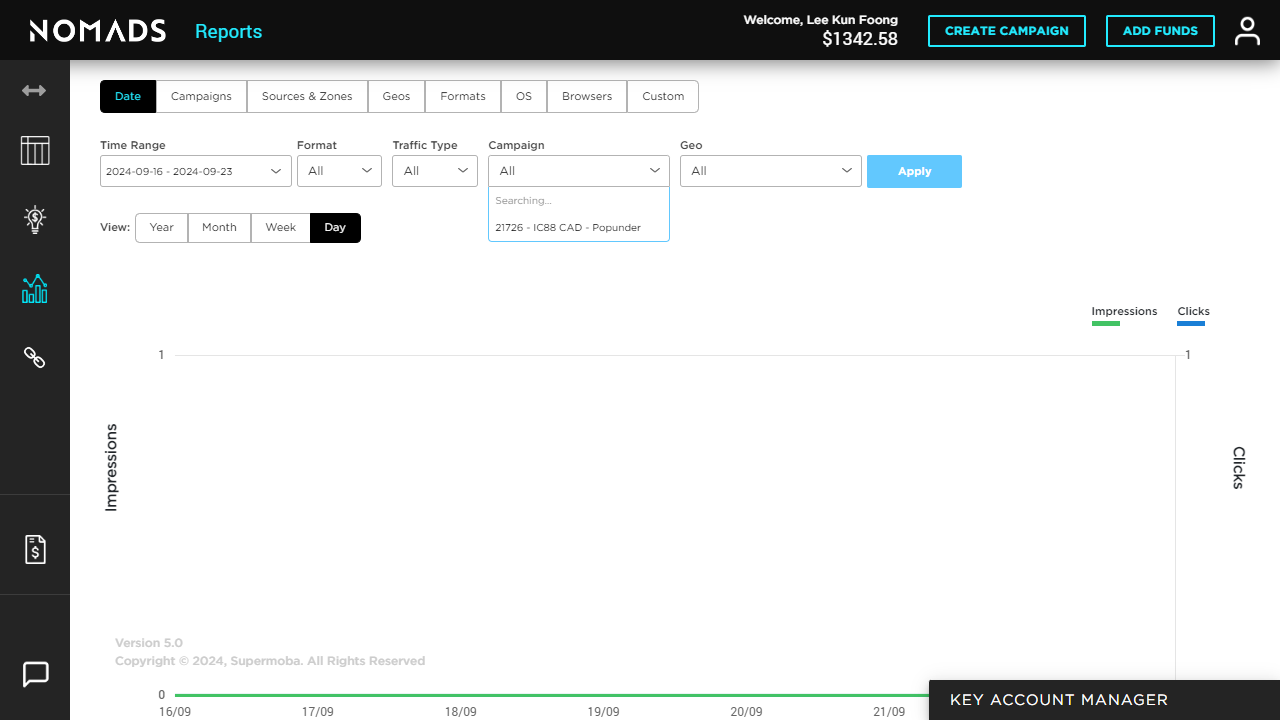 NOMADS
Reports
Welcome, Lee Kun Foong
$1342.58
CREATE CAMPAIGN
ADD FUNDS
Date
Campaigns
Sources & Zones
Geos
Formats
OS
Browsers
Custom
Time Range
Format
Traffic Type
Campaign
Geo
2024-09-16 - 2024-09-23
All
All
All
All
Apply
Searching...
21726 - IC88 CAD - Popunder
View:
Year
Month
Week
Day
Impressions
Clicks
1
1
Impressions
Clicks
Version 5.0
Copyright © 2024, Supermoba. All Rights Reserved
0
16/09
17/09
18/09
19/09
20/09
21/09
KEY ACCOUNT MANAGER